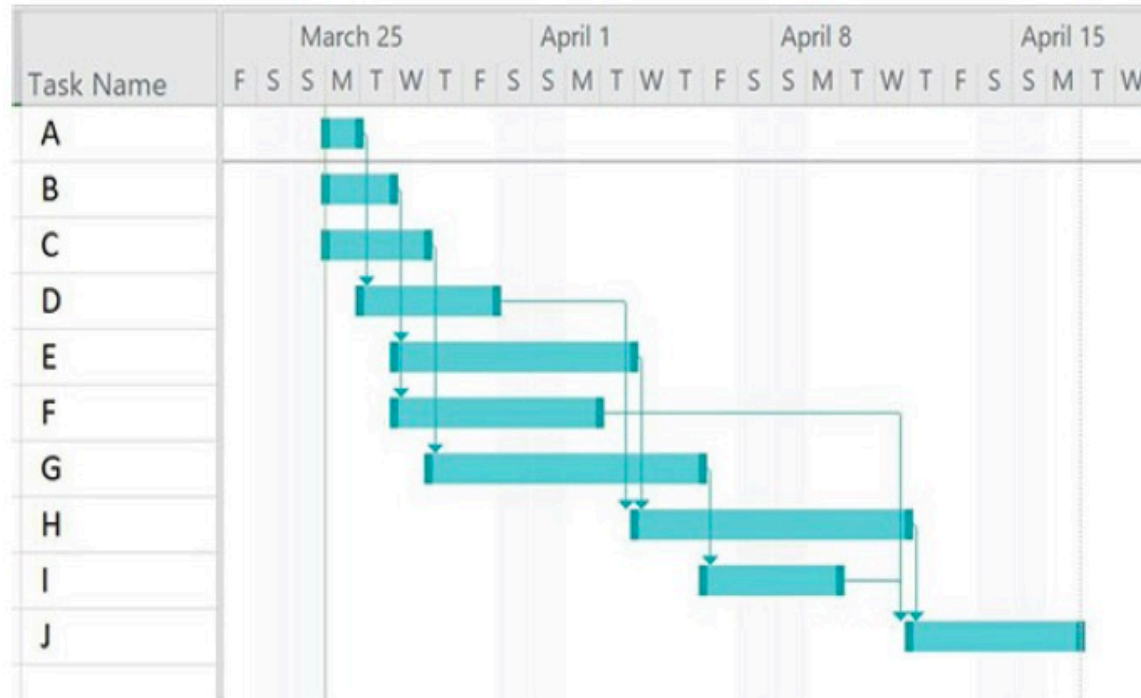 March 25 April 1 April 8 April 15
Task Name F S S M T W T F S S M T W T F S S M T W T F S S M T W
A
B
C
D
E
F
G
H
I
J